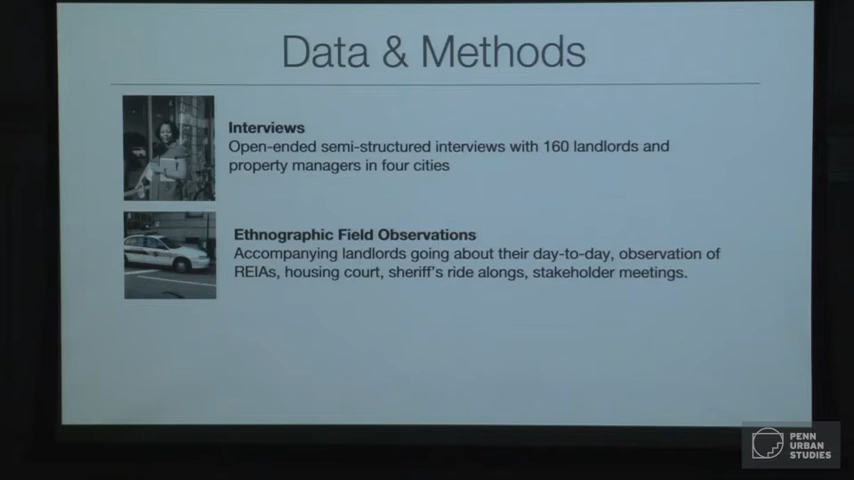 Data & Methods
Interviews
Open-ended semi-structured interviews with 160 landlords and
property managers in four cities
Ethnographic Field Observations
Accompanying landlords going about their day-to-day, observation of
REIAs, housing court, sheriff's ride alongs, stakeholder meetings.
PENN
URBAN
STUDIES